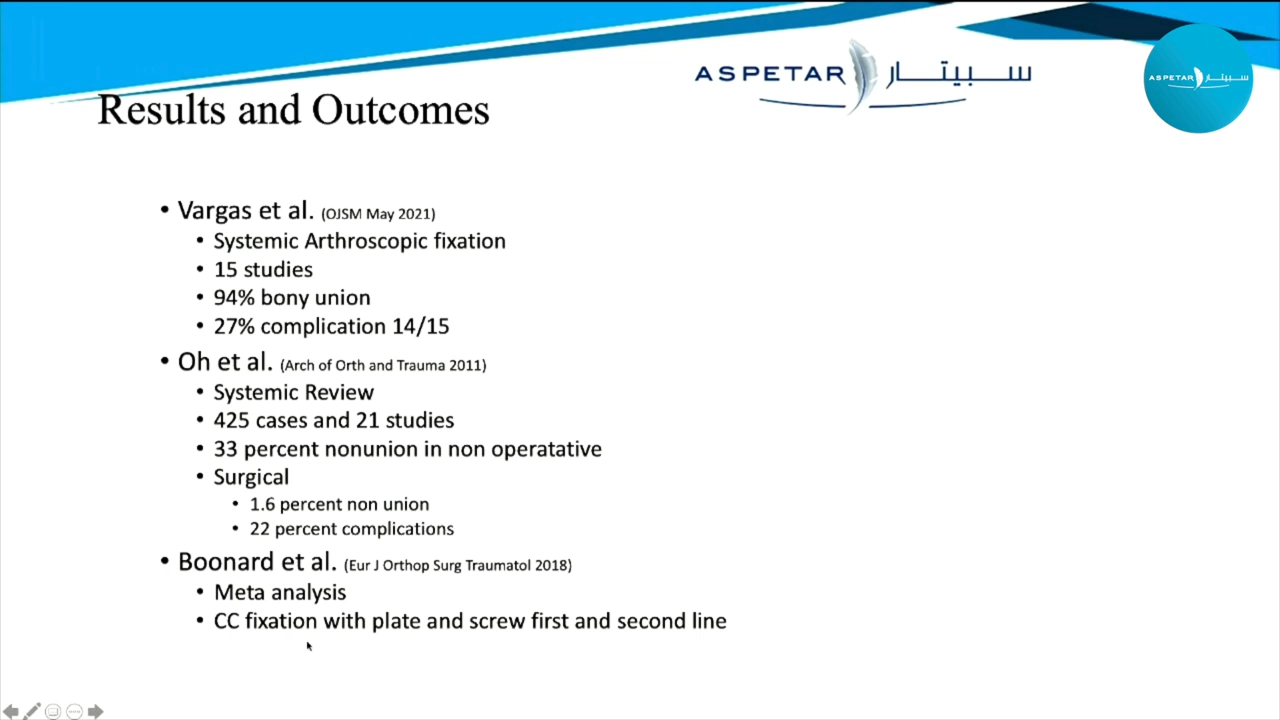 ASPETAR سبيتار
ASPETAR سبيتار
Results and Outcomes
• Vargas et al. (OJSM May 2021)
• Systemic Arthroscopic fixation
• 15 studies
• 94% bony union
• 27% complication 14/15
• Oh et al. (Arch of Orth and Trauma 2011)
• Systemic Review
• 425 cases and 21 studies
• 33 percent nonunion in non operatative
• Surgical
• 1.6 percent non union
• 22 percent complications
• Boonard et al. (Eur J Orthop Surg Traumatol 2018)
• Meta analysis
• CC fixation with plate and screw first and second line